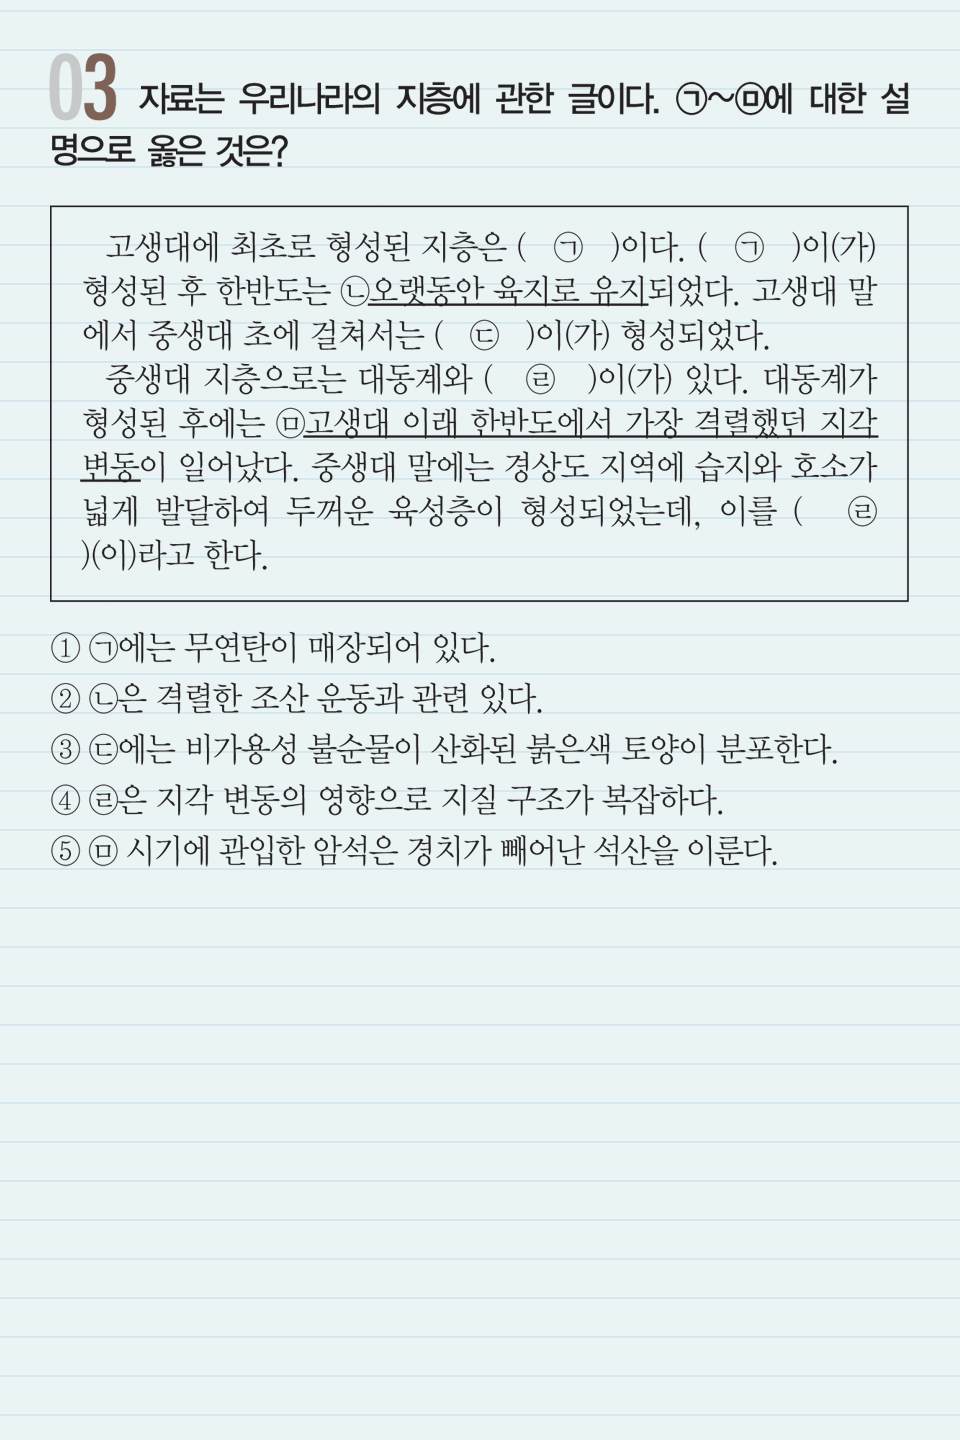 03 자료는 우리나라의 지층에 관한 글이다. ㉠~㉤에 대한 설
명으로 옳은 것은?
고생대에 최초로 형성된 지층은 ( ㉠ )이다. ( ㉠ )이(가)
형성된 후 한반도는 ㉡오랫동안 육지로 유지되었다. 고생대 말
에서 중생대 초에 걸쳐서는 ( ㉢ )이(가) 형성되었다.
중생대 지층으로는 대동계와 ( ㉣ )이(가) 있다. 대동계가
형성된 후에는 ㉤고생대 이래 한반도에서 가장 격렬했던 지각
변동이 일어났다. 중생대 말에는 경상도 지역에 습지와 호소가
넓게 발달하여 두꺼운 육성층이 형성되었는데, 이를 ( ㉣
)(이)라고 한다.
① ㉠에는 무연탄이 매장되어 있다.
② ㉡은 격렬한 조산 운동과 관련 있다.
③ ㉢에는 비가용성 불순물이 산화된 붉은색 토양이 분포한다.
④ ㉣은 지각 변동의 영향으로 지질 구조가 복잡하다.
⑤ ㉤ 시기에 관입한 암석은 경치가 빼어난 석산을 이룬다.